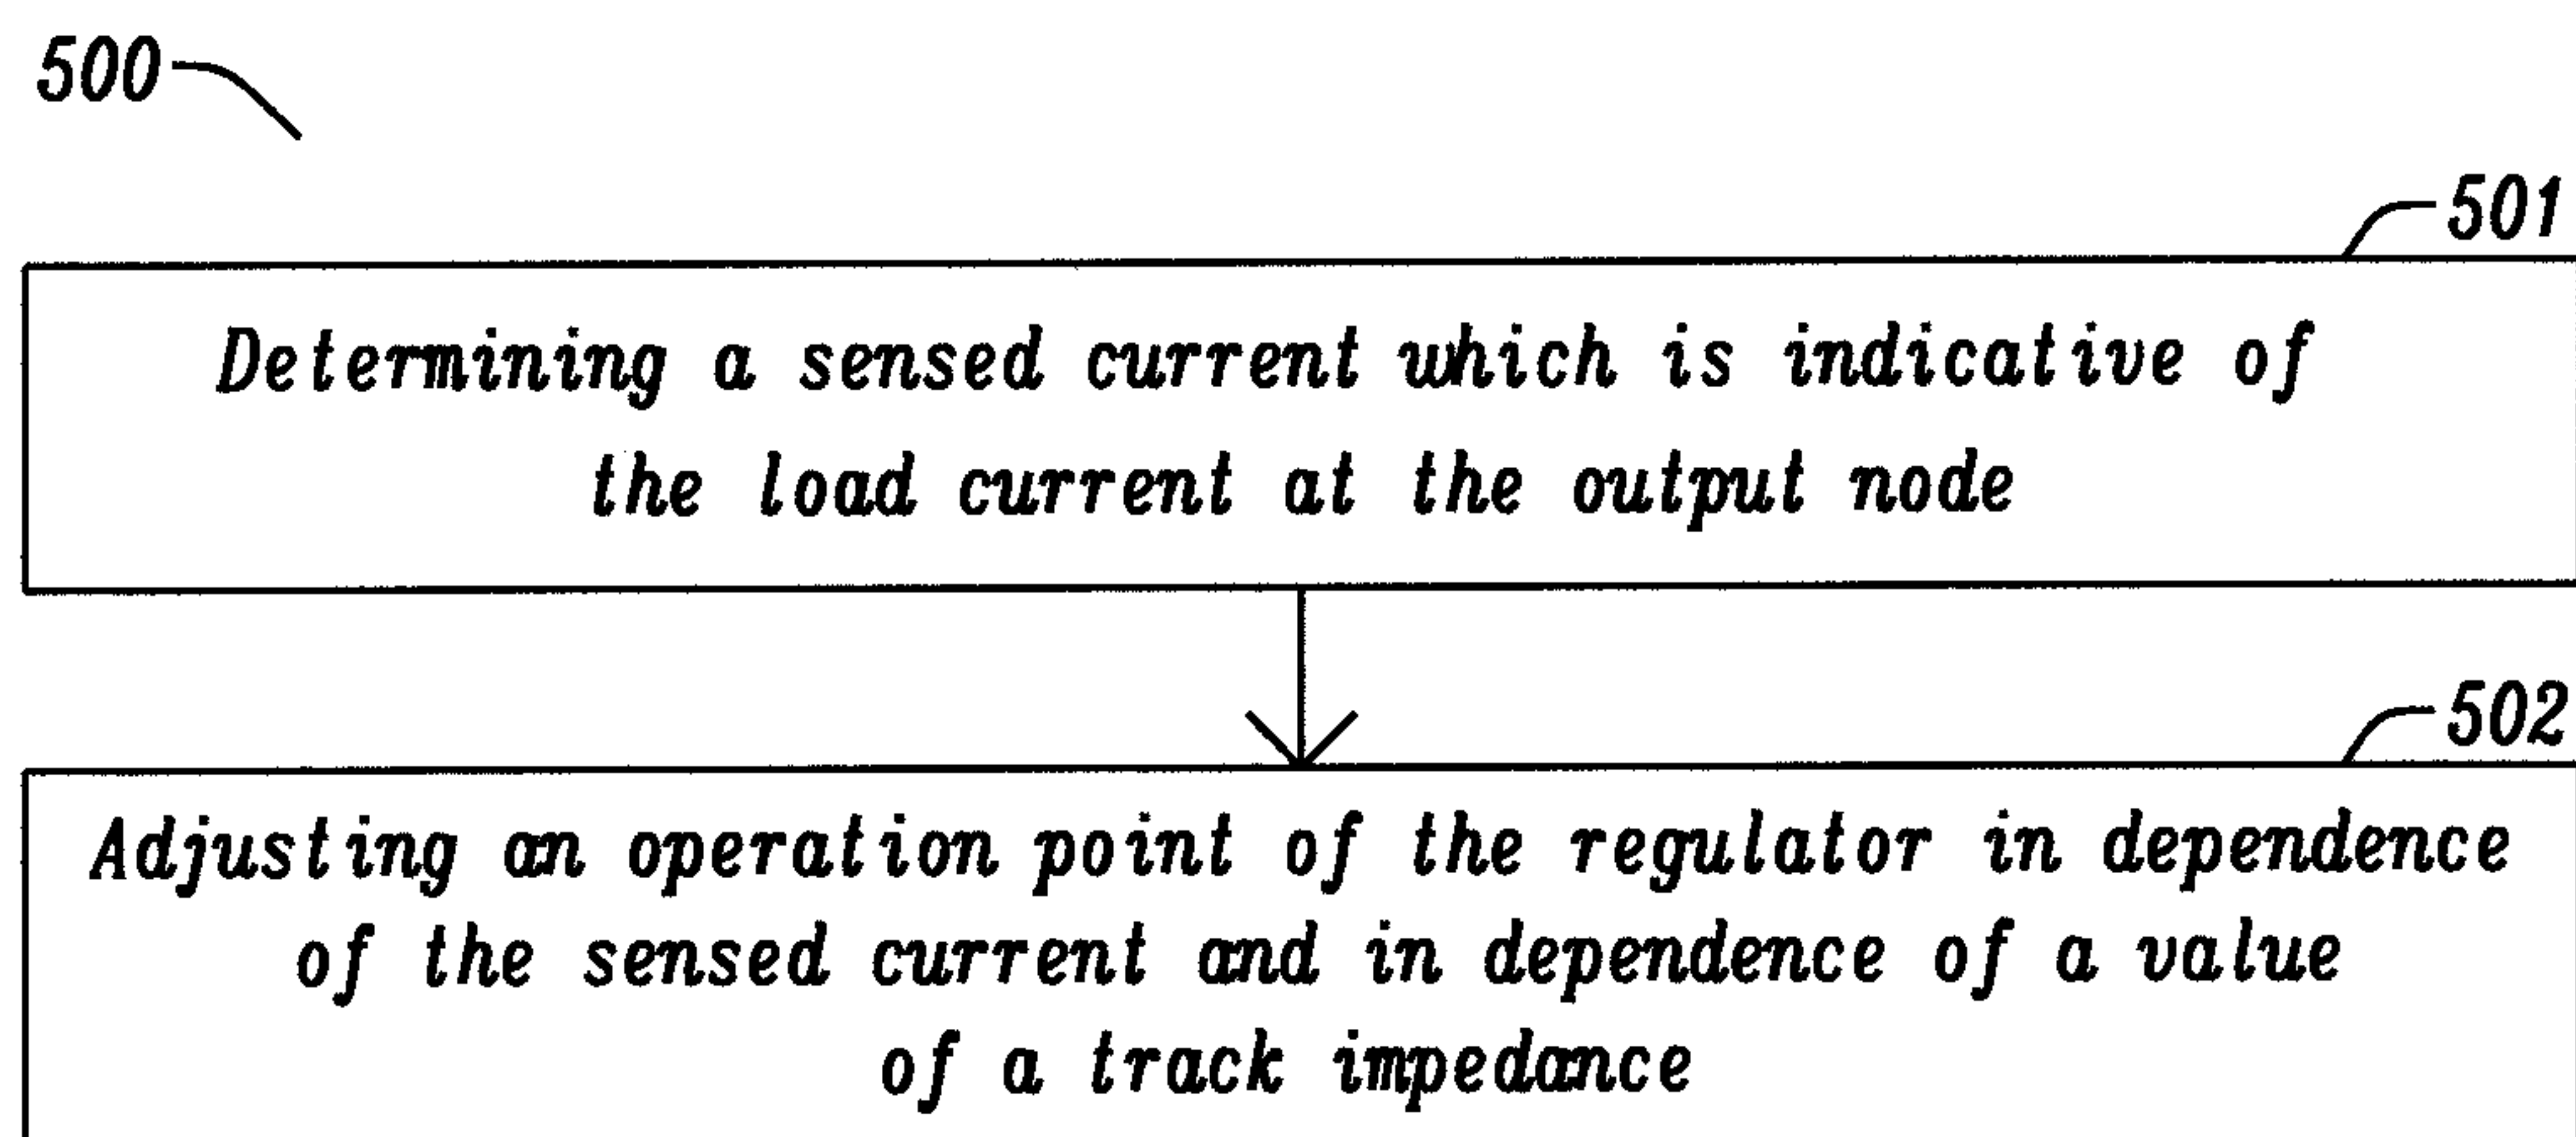 500
501
Determining a sensed current which is indicative of
the load current at the output node
502
Adjusting an operation point of the regulator in dependence
of the sensed current and in dependence of a value
of a track impedance